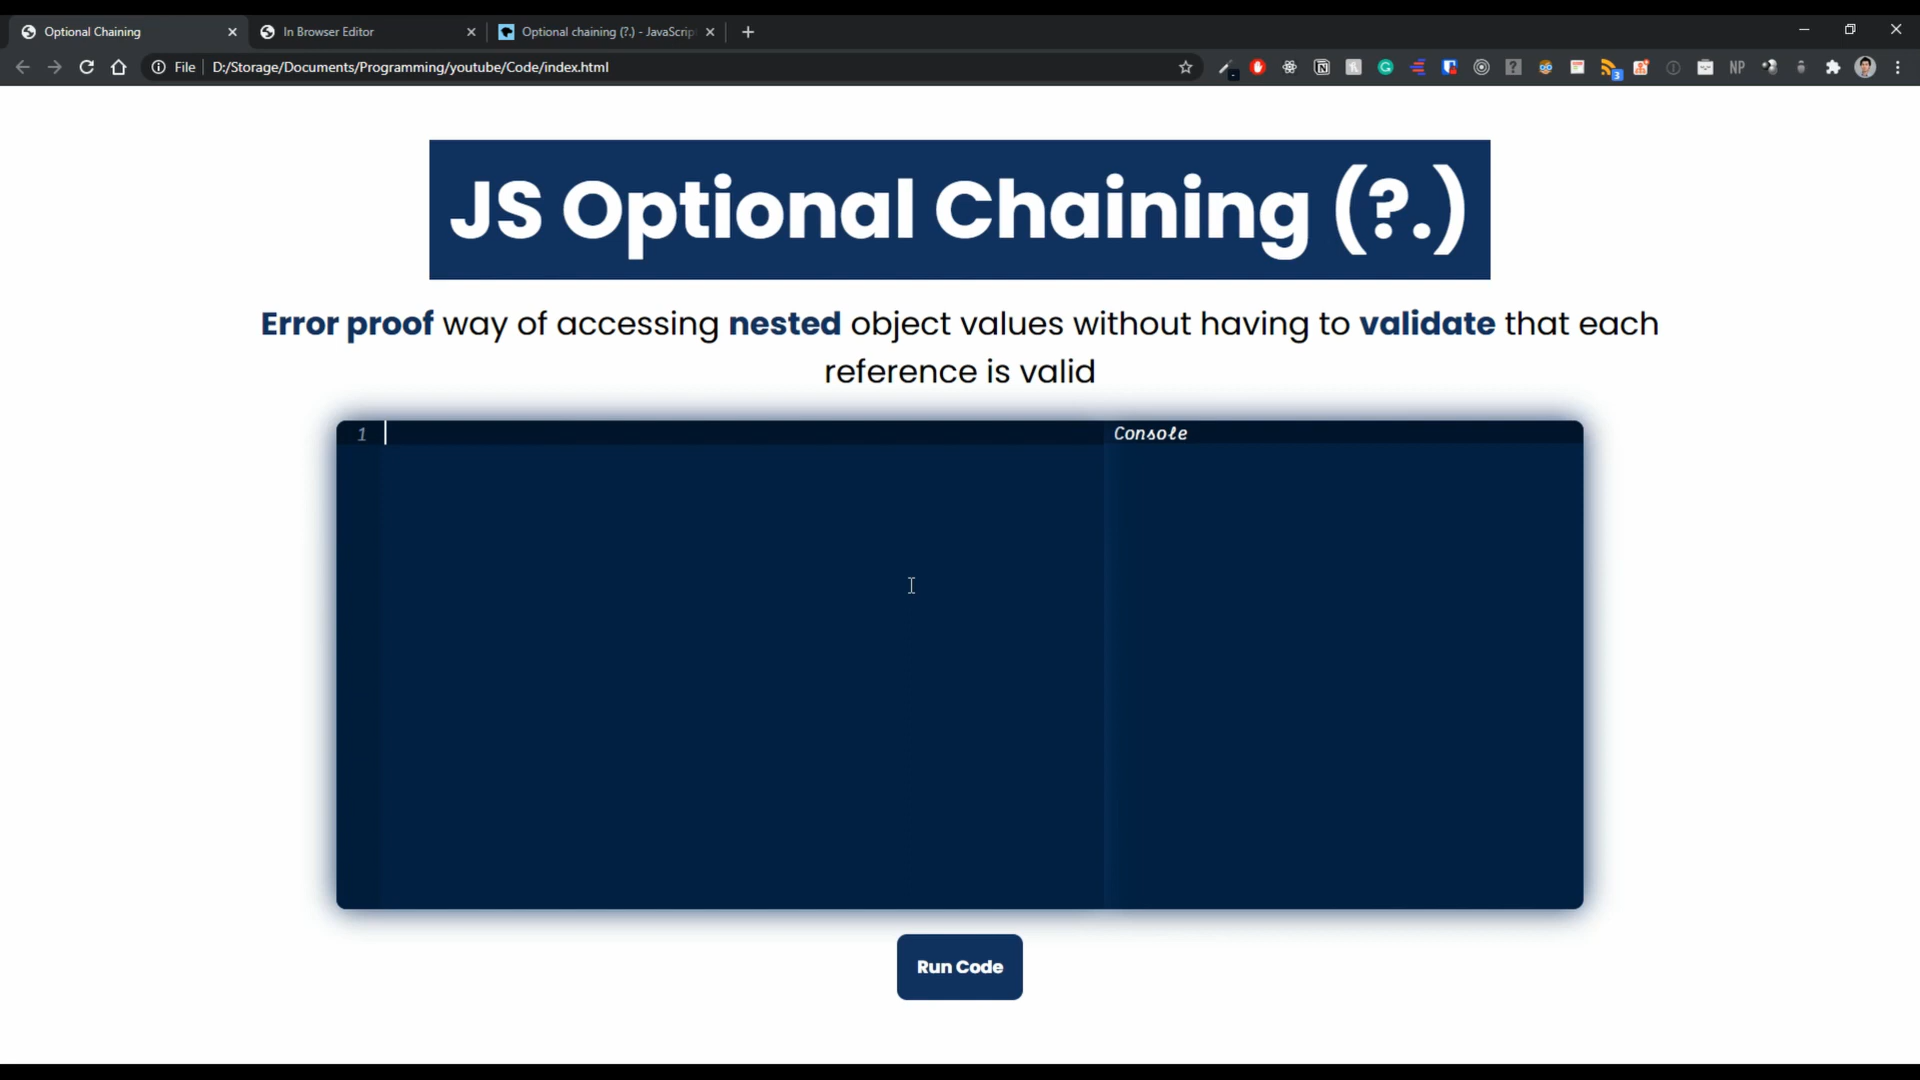 Optional Chaining
In Browser Editor
Optional chaining (?.) - JavaScrip
File
D:/Storage/Documents/Programming/youtube/Code/index.html
3
NP
JS Optional Chaining (?.)
Error proof way of accessing nested object values without having to validate that each
reference is valid
1
Console
Run Code